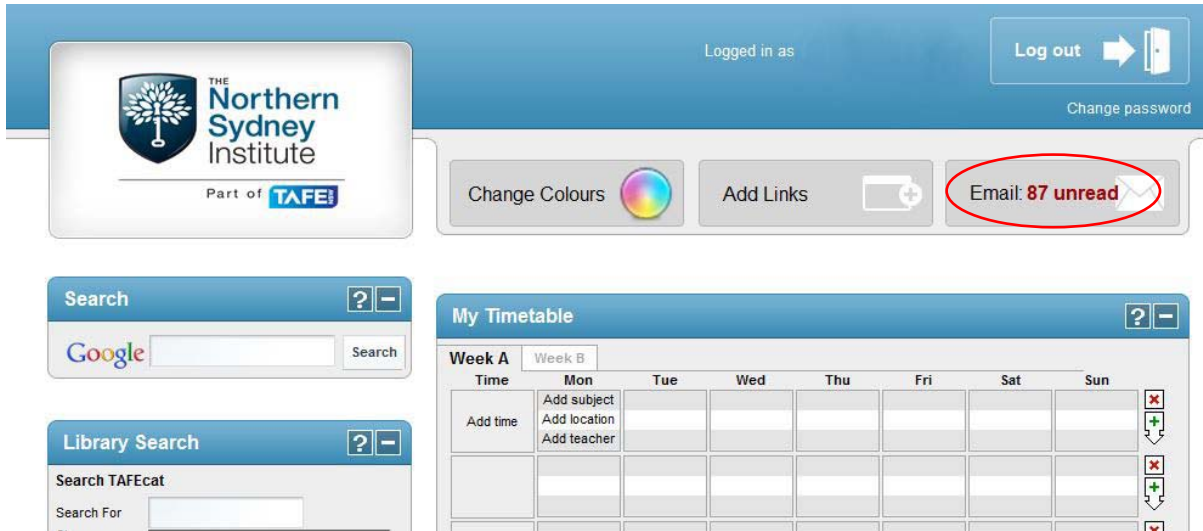 Logged in as
Log out
Change password
THE
Northern
Sydney
Institute
Part of TAFE
Change Colours
Add Links
Email: 87 unread
Search
?
Google
Search
Library Search
?
Search TAFEcat
Search For
My Timetable
?
Week A
Week B
Time Mon Tue Wed Thu Fri Sat Sun
Add subject
Add time Add location
Add teacher